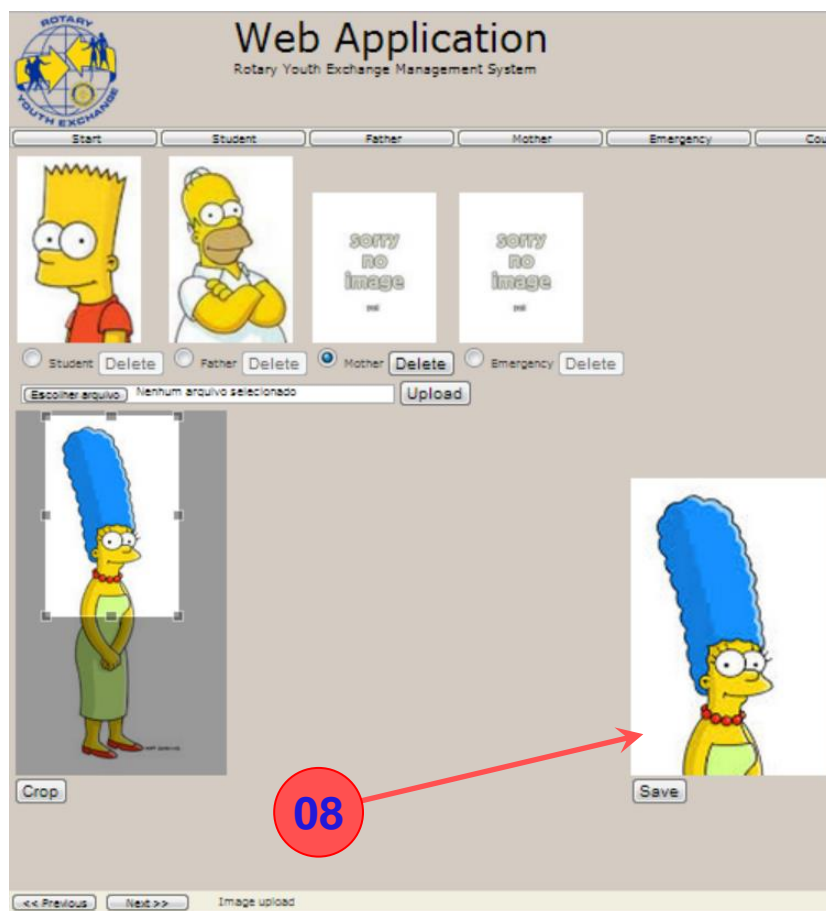 ROTARY
YOUTH EXCHANGE
Web Application
Rotary Youth Exchange Management System
Start Student Father Mother Emergency Cou
sorry no image
sorry no image
Student Delete Father Delete Mother Delete Emergency Delete
Escolher arquivo Nenhum arquivo selecionado Upload
Crop
08
Save
<< Previous Next >> Image upload